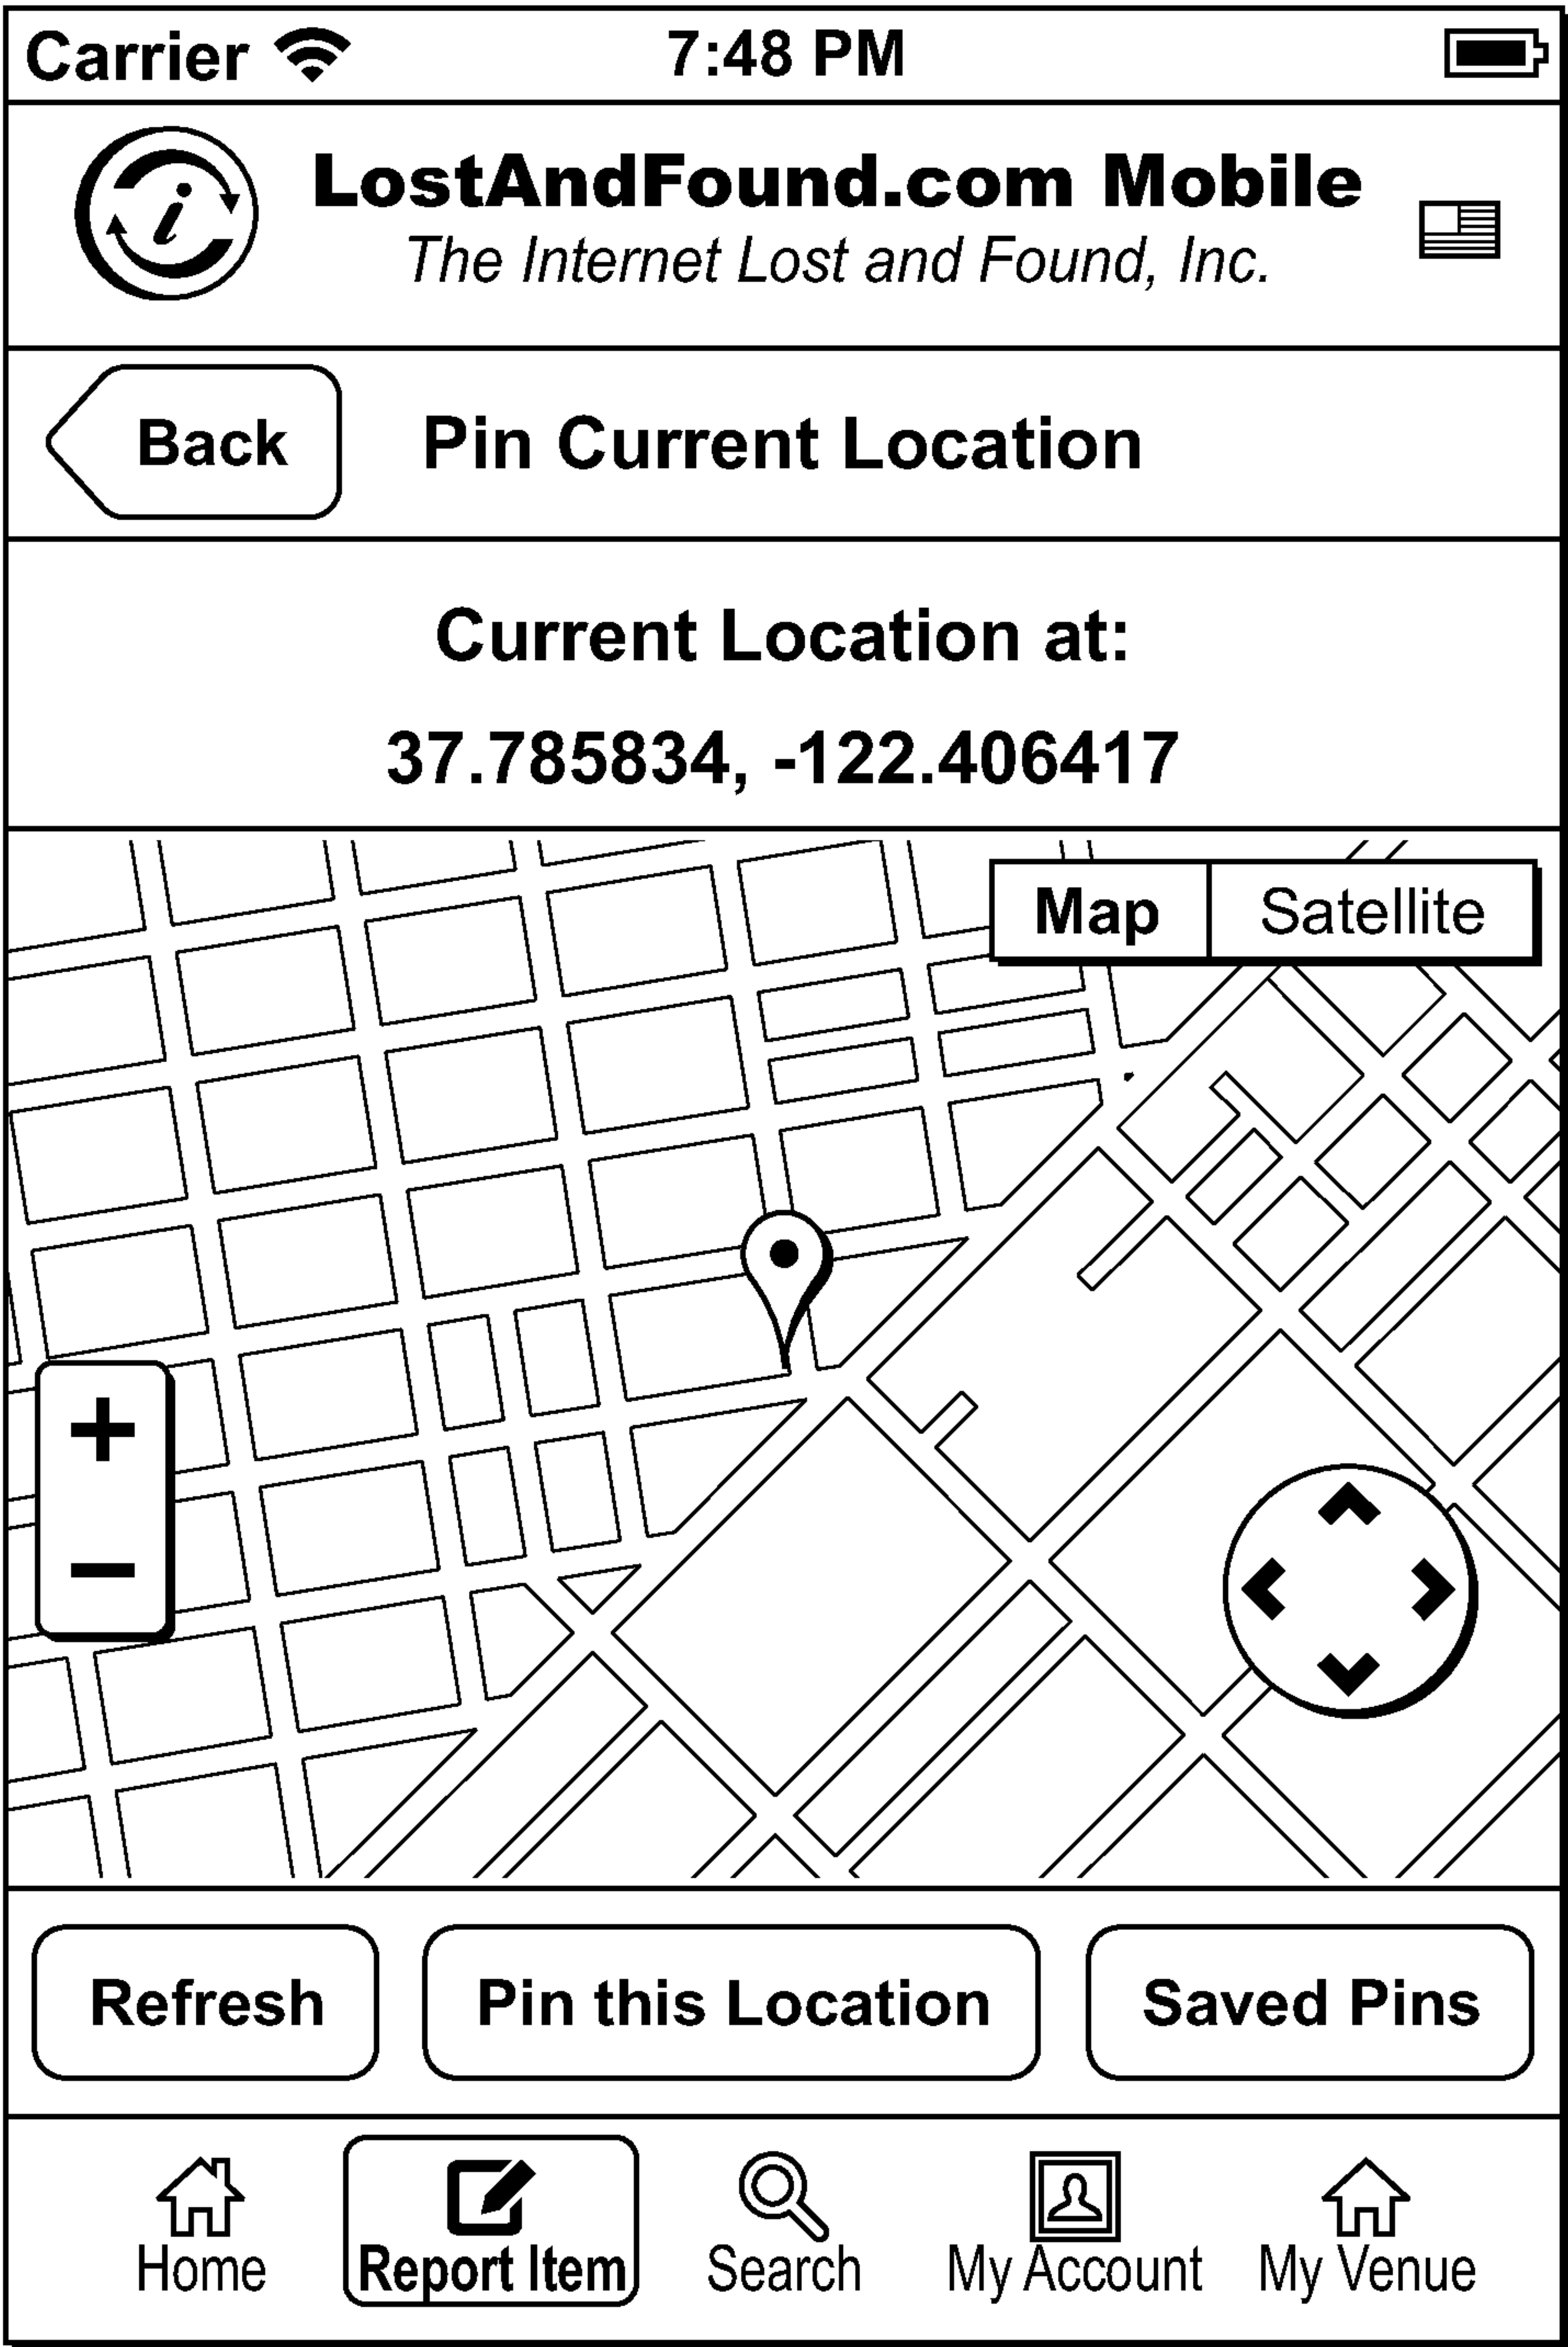 Carrier 7:48 PM
i
LostAndFound.com Mobile
The Internet Lost and Found, Inc.
Back Pin Current Location
Current Location at:
37.785834, -122.406417
Map Satellite
+
−
Refresh Pin this Location Saved Pins
Home Report Item Search My Account My Venue